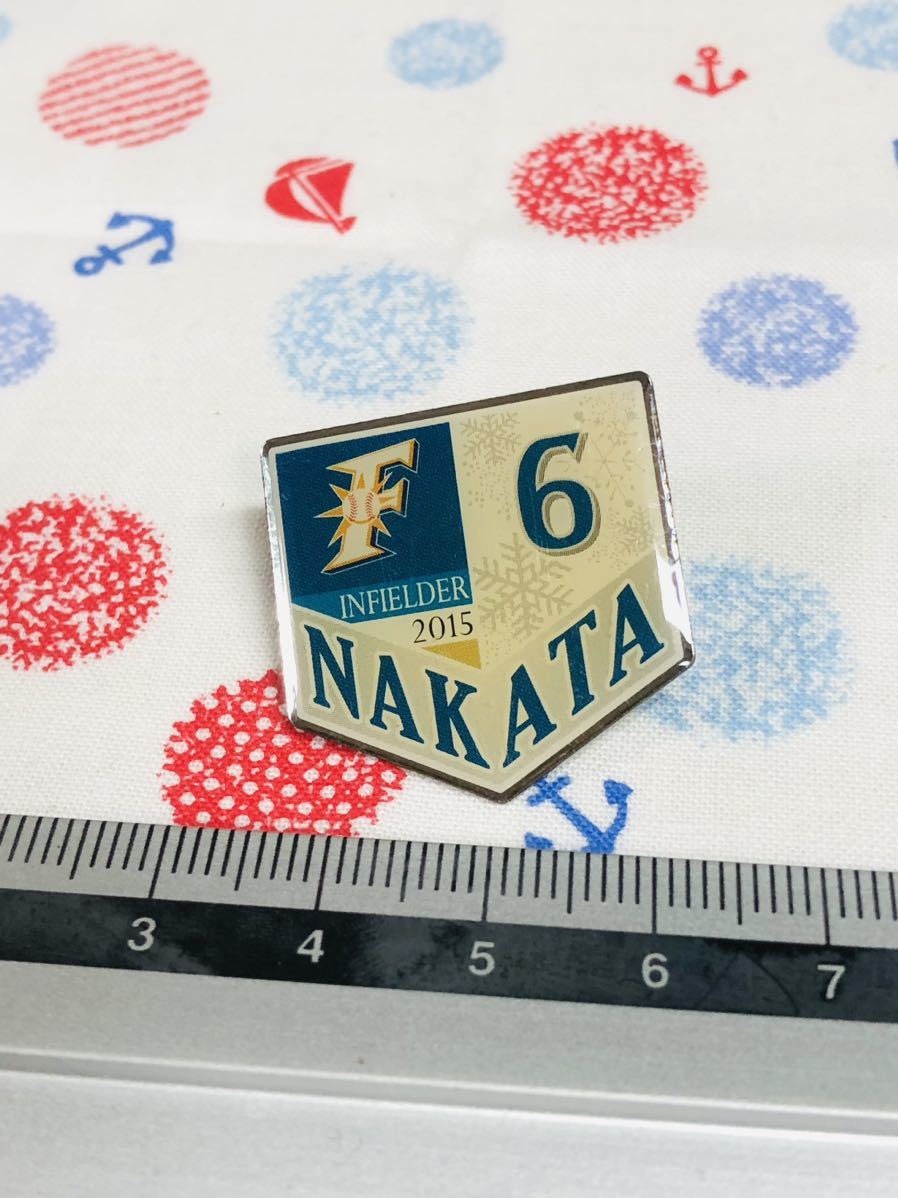 F
6
INFIELDER
2015
NAKATA
3 4 5 6 7